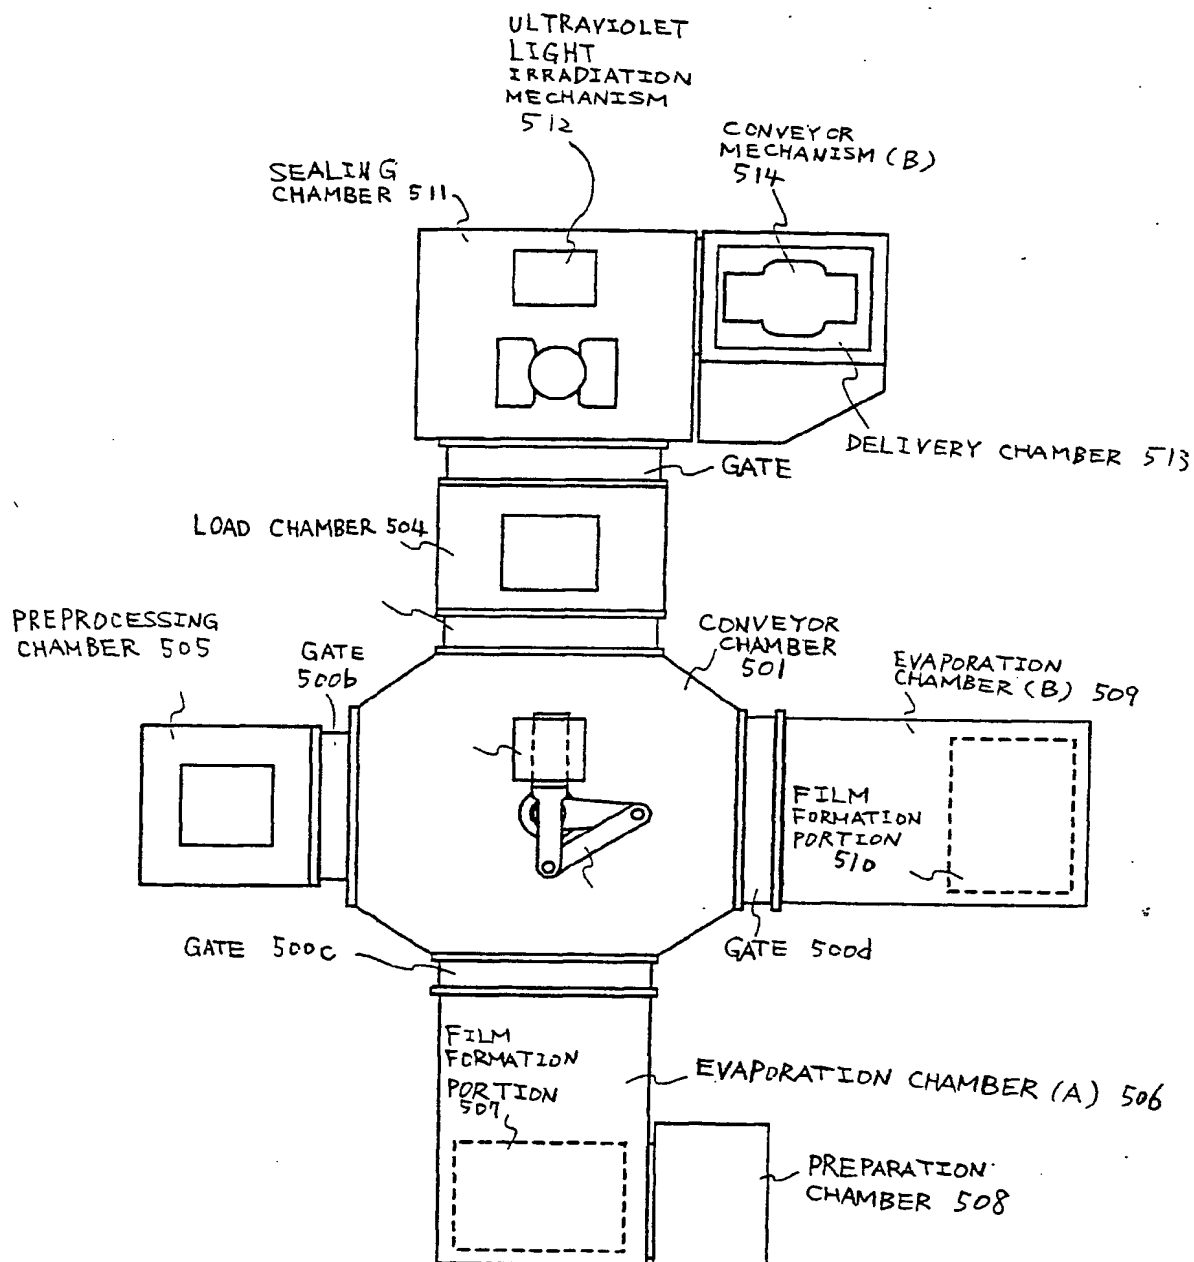 ULTRAVIOLET
LIGHT
IRRADIATION
MECHANISM
512
CONVEYOR
MECHANISM (B)
514
SEALING
CHAMBER 511
DELIVERY CHAMBER 513
GATE
LOAD CHAMBER 504
PREPROCESSING
CHAMBER 505
GATE
500b
CONVEYOR
CHAMBER
501
EVAPORATION
CHAMBER (B) 509
FILM
FORMATION
PORTION
510
GATE 500c
GATE 500d
FILM
FORMATION
PORTION
507
EVAPORATION CHAMBER (A) 506
PREPARATION
CHAMBER 508